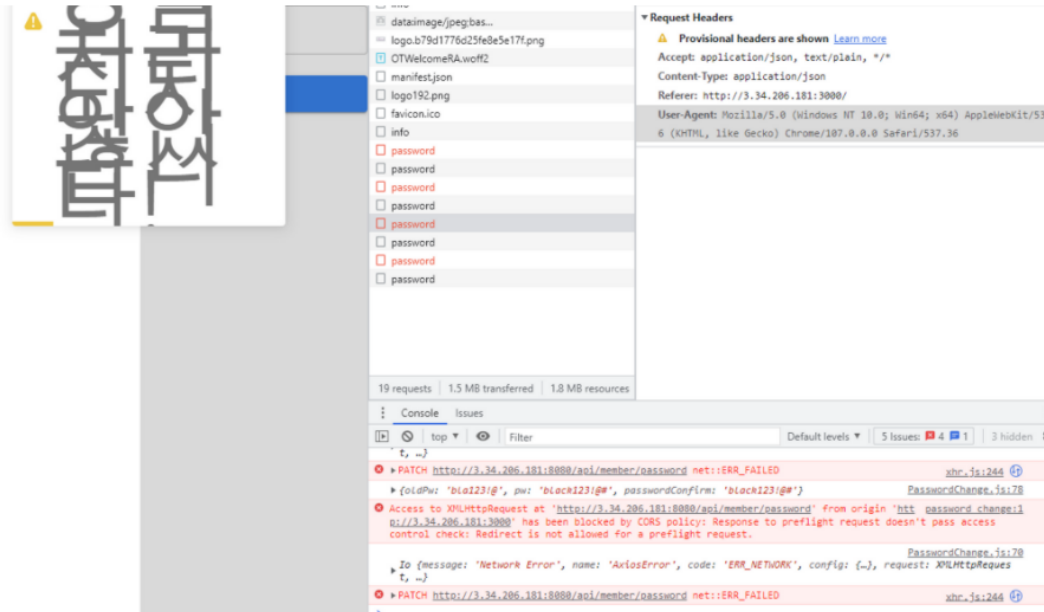 data:image/jpeg;bas...
logo.b79d1776d25fe8e5e17f.png
OTWelcomeRA.woff2
manifest.json
logo192.png
favicon.ico
info
password
password
password
password
password
password
password
password
19 requests
1.5 MB transferred
1.8 MB resources
Request Headers
Provisional headers are shown Learn more
Accept: application/json, text/plain, */*
Content-Type: application/json
Referer: http://3.34.206.181:3000/
User-Agent: Mozilla/5.0 (Windows NT 10.0; Win64; x64) AppleWebKit/53
6 (KHTML, like Gecko) Chrome/107.0.0.0 Safari/537.36
Console Issues
top Filter Default levels 5 Issues: 4 1 3 hidden
t, …}
PATCH http://3.34.206.181:8080/api/member/password net::ERR_FAILED xhr.js:244
{oldPw: 'bla123!@', pw: 'black123!@#', passwordConfirm: 'black123!@#'} PasswordChange.js:78
Access to XMLHttpRequest at 'http://3.34.206.181:8080/api/member/password' from origin 'htt password change:1
p://3.34.206.181:3000' has been blocked by CORS policy: Response to preflight request doesn't pass access
control check: Redirect is not allowed for a preflight request.
PasswordChange.js:70
Io {message: 'Network Error', name: 'AxiosError', code: 'ERR_NETWORK', config: {…}, request: XMLHttpReques
t, …}
PATCH http://3.34.206.181:8080/api/member/password net::ERR_FAILED xhr.js:244